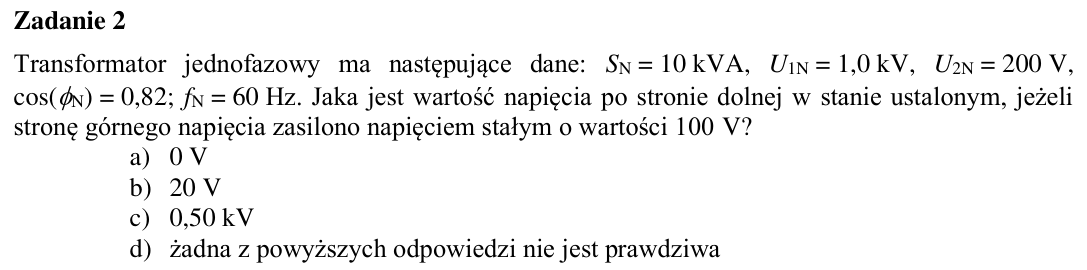 Zadanie 2
Transformator jednofazowy ma następujące dane: SN = 10 kVA, U1N = 1,0 kV, U2N = 200 V,
cos(ϕN) = 0,82; fN = 60 Hz. Jaka jest wartość napięcia po stronie dolnej w stanie ustalonym, jeżeli
stronę górnego napięcia zasilono napięciem stałym o wartości 100 V?
a) 0 V
b) 20 V
c) 0,50 kV
d) żadna z powyższych odpowiedzi nie jest prawdziwa